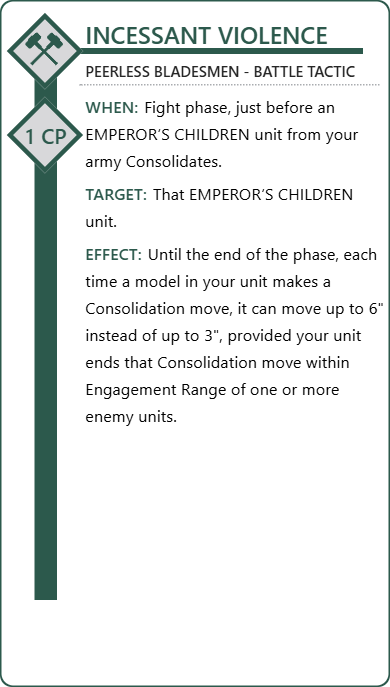 INCESSANT VIOLENCE
PEERLESS BLADESMEN - BATTLE TACTIC
1 CP
WHEN: Fight phase, just before an
EMPEROR’S CHILDREN unit from your
army Consolidates.
TARGET: That EMPEROR’S CHILDREN
unit.
EFFECT: Until the end of the phase, each
time a model in your unit makes a
Consolidation move, it can move up to 6"
instead of up to 3", provided your unit
ends that Consolidation move within
Engagement Range of one or more
enemy units.